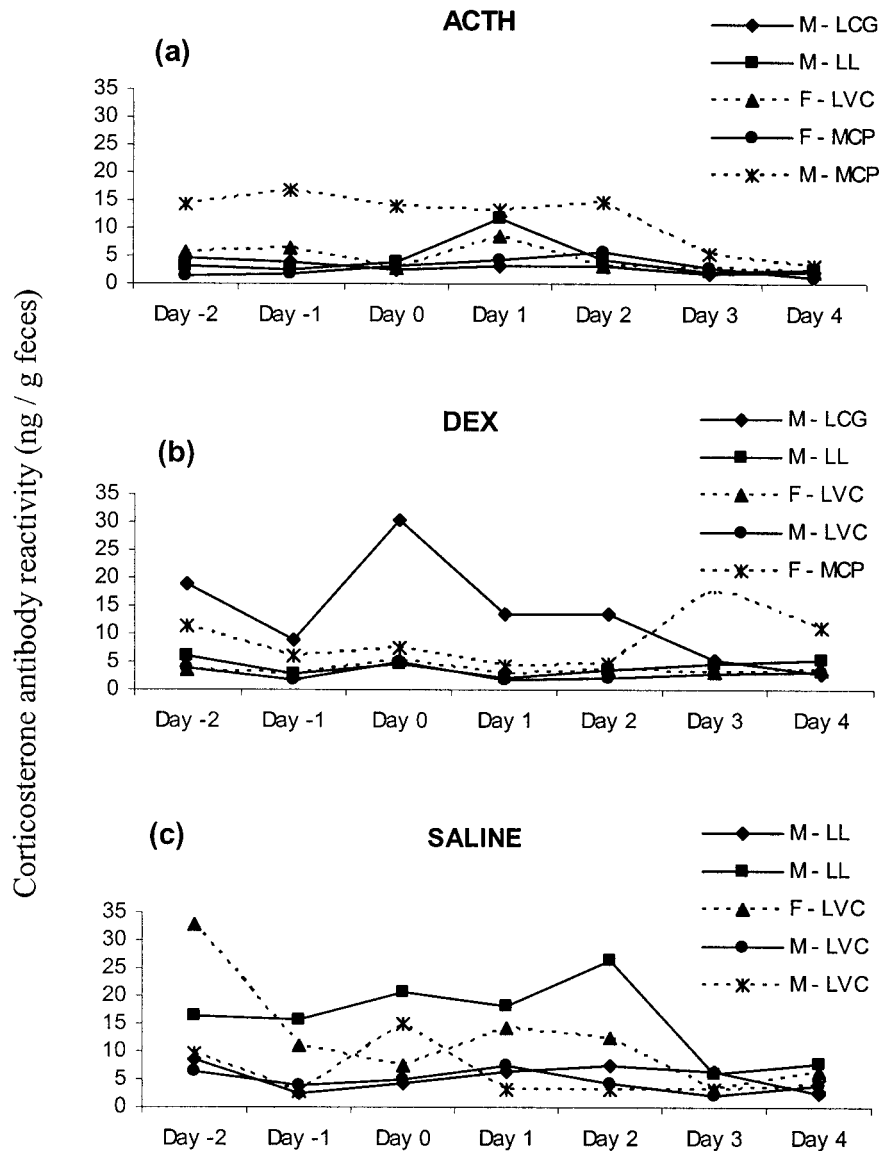 Corticosterone antibody reactivity (ng / g feces)
ACTH
(a)
M - LCG
M - LL
F - LVC
F - MCP
M - MCP
35
30
25
20
15
10
5
0
Day -2 Day -1 Day 0 Day 1 Day 2 Day 3 Day 4
DEX
(b)
M - LCG
M - LL
F - LVC
M - LVC
F - MCP
35
30
25
20
15
10
5
0
Day -2 Day -1 Day 0 Day 1 Day 2 Day 3 Day 4
(c)
SALINE
M - LL
M - LL
F - LVC
M - LVC
M - LVC
35
30
25
20
15
10
5
0
Day -2 Day -1 Day 0 Day 1 Day 2 Day 3 Day 4